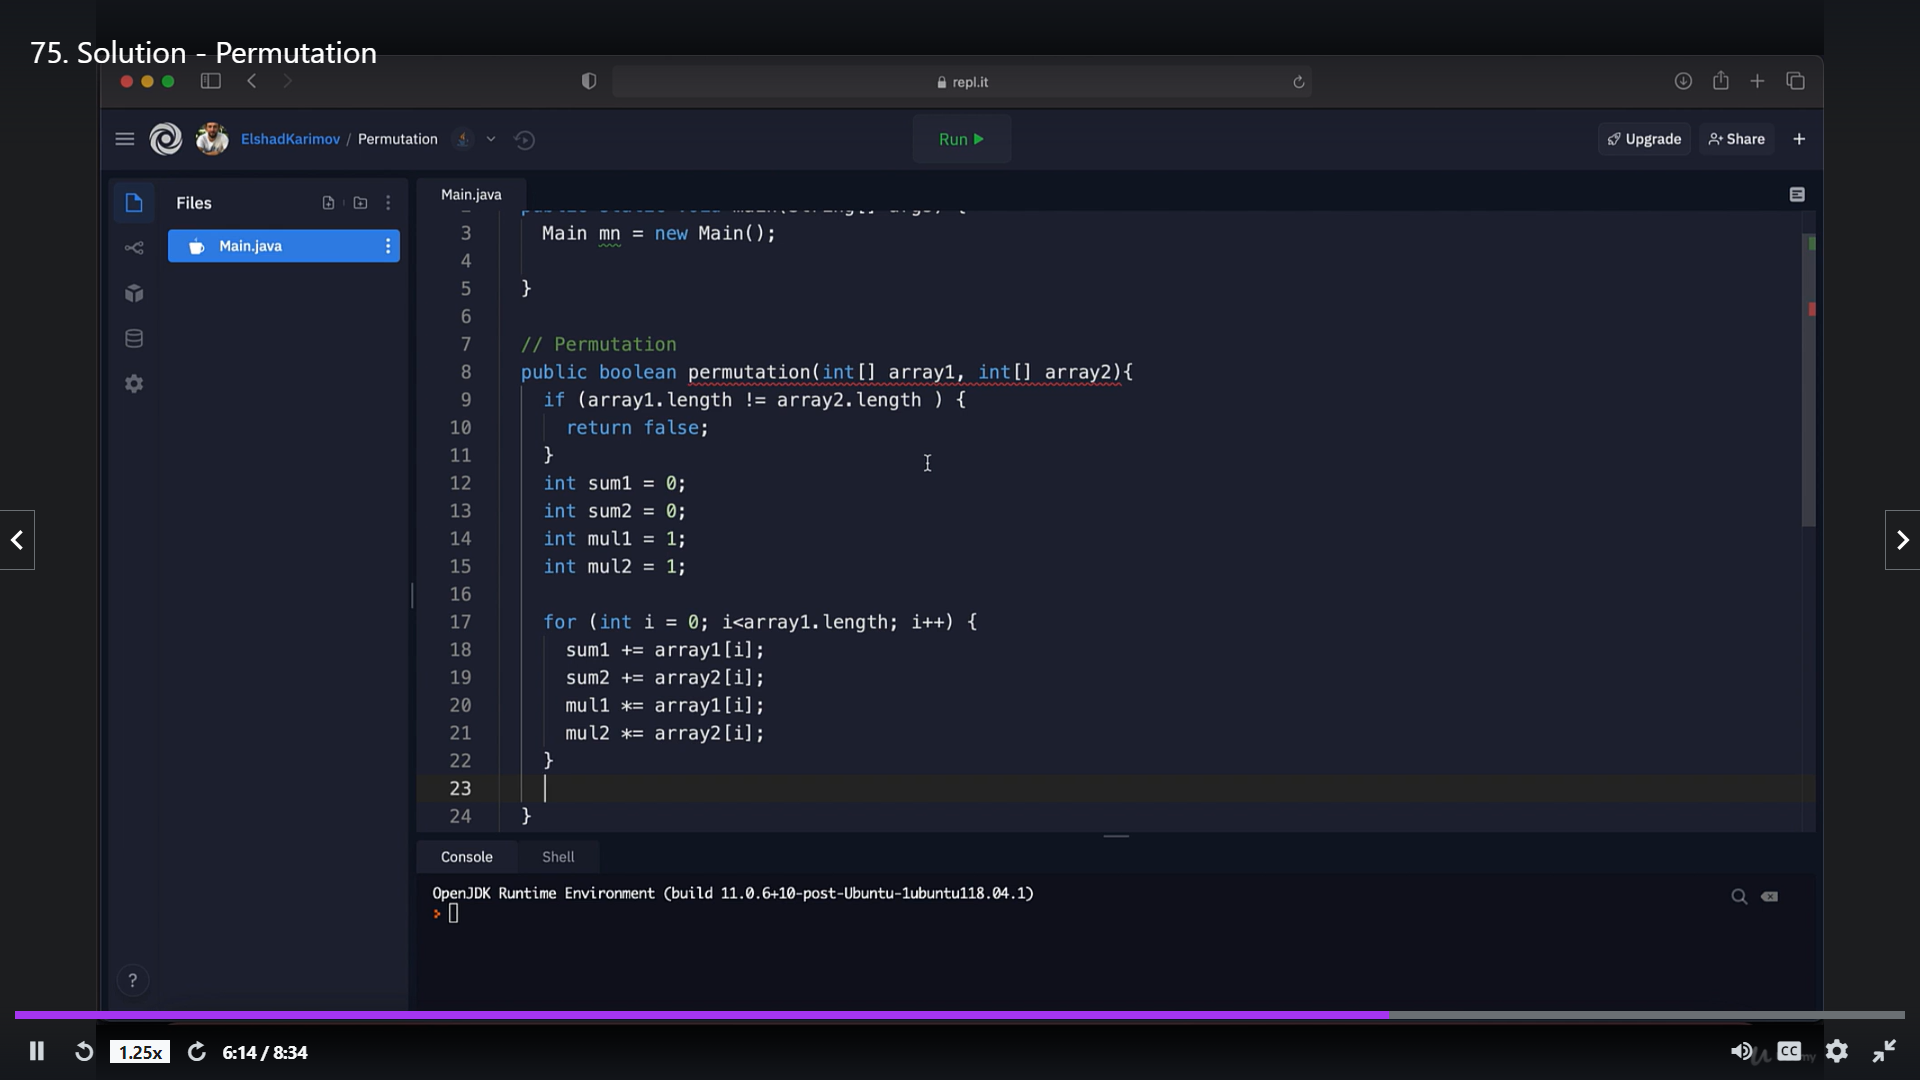 75. Solution - Permutation
repl.it
ElshadKarimov / Permutation
Run
Upgrade
Share
Files
Main.java
Main.java
3 Main mn = new Main();
4
5 }
6
7 // Permutation
8 public boolean permutation(int[] array1, int[] array2){
9 if (array1.length != array2.length ) {
10 return false;
11 }
12 int sum1 = 0;
13 int sum2 = 0;
14 int mul1 = 1;
15 int mul2 = 1;
16
17 for (int i = 0; i<array1.length; i++) {
18 sum1 += array1[i];
19 sum2 += array2[i];
20 mul1 *= array1[i];
21 mul2 *= array2[i];
22 }
23
24 }
Console Shell
OpenJDK Runtime Environment (build 11.0.6+10-post-Ubuntu-1ubuntu118.04.1)
?
1.25x
6:14 / 8:34
CC